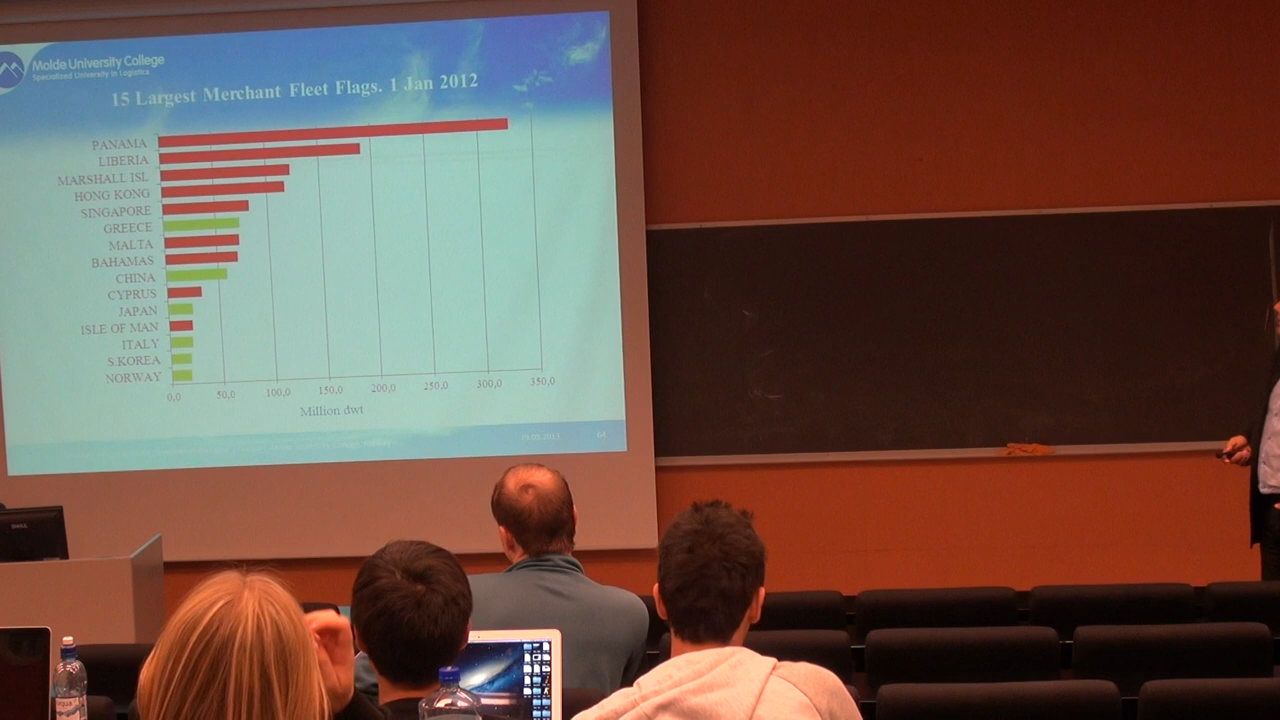 Molde University College
Specialized University in Logistics
15 Largest Merchant Fleet Flags. 1 Jan 2012
PANAMA
LIBERIA
MARSHALL ISL
HONG KONG
SINGAPORE
GREECE
MALTA
BAHAMAS
CHINA
CYPRUS
JAPAN
ISLE OF MAN
ITALY
S.KOREA
NORWAY
0,0 50,0 100,0 150,0 200,0 250,0 300,0 350,0
Million dwt
64
DELL